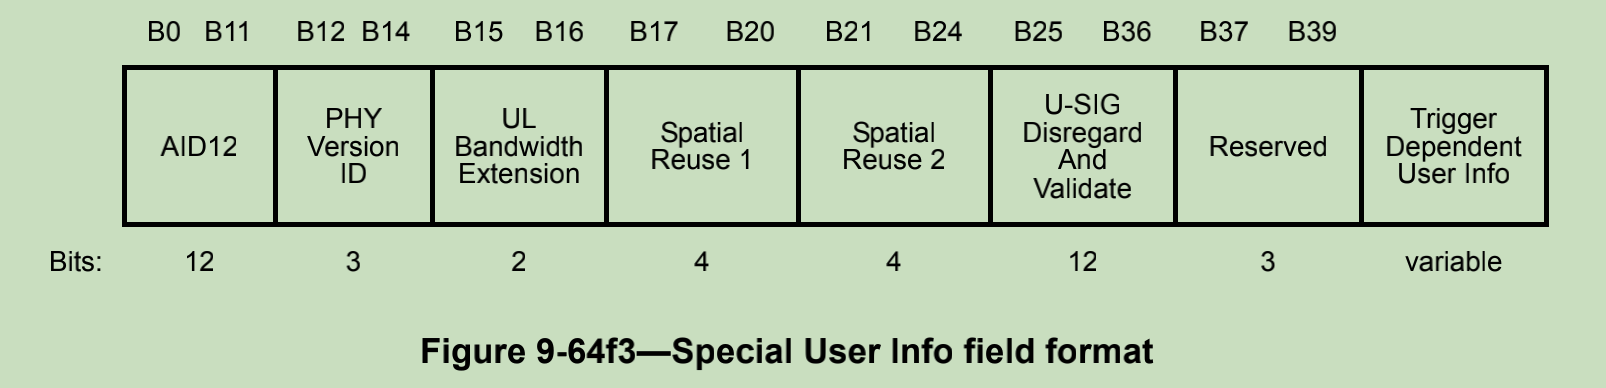 B0 B11 B12 B14 B15 B16 B17 B20 B21 B24 B25 B36 B37 B39
AID12
PHY
Version
ID
UL
Bandwidth
Extension
Spatial
Reuse 1
Spatial
Reuse 2
U-SIG
Disregard
And
Validate
Reserved
Trigger
Dependent
User Info
Bits: 12 3 2 4 4 12 3 variable
Figure 9-64f3—Special User Info field format